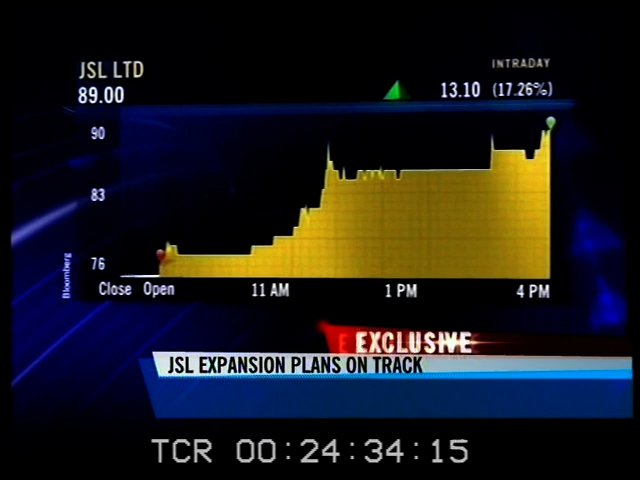 JSL LTD
INTRADAY
89.00
13.10 (17.26%)
90
83
76
Bloomberg
Close Open 11 AM 1 PM 4 PM
EXCLUSIVE
JSL EXPANSION PLANS ON TRACK
TCR 00:24:34:15